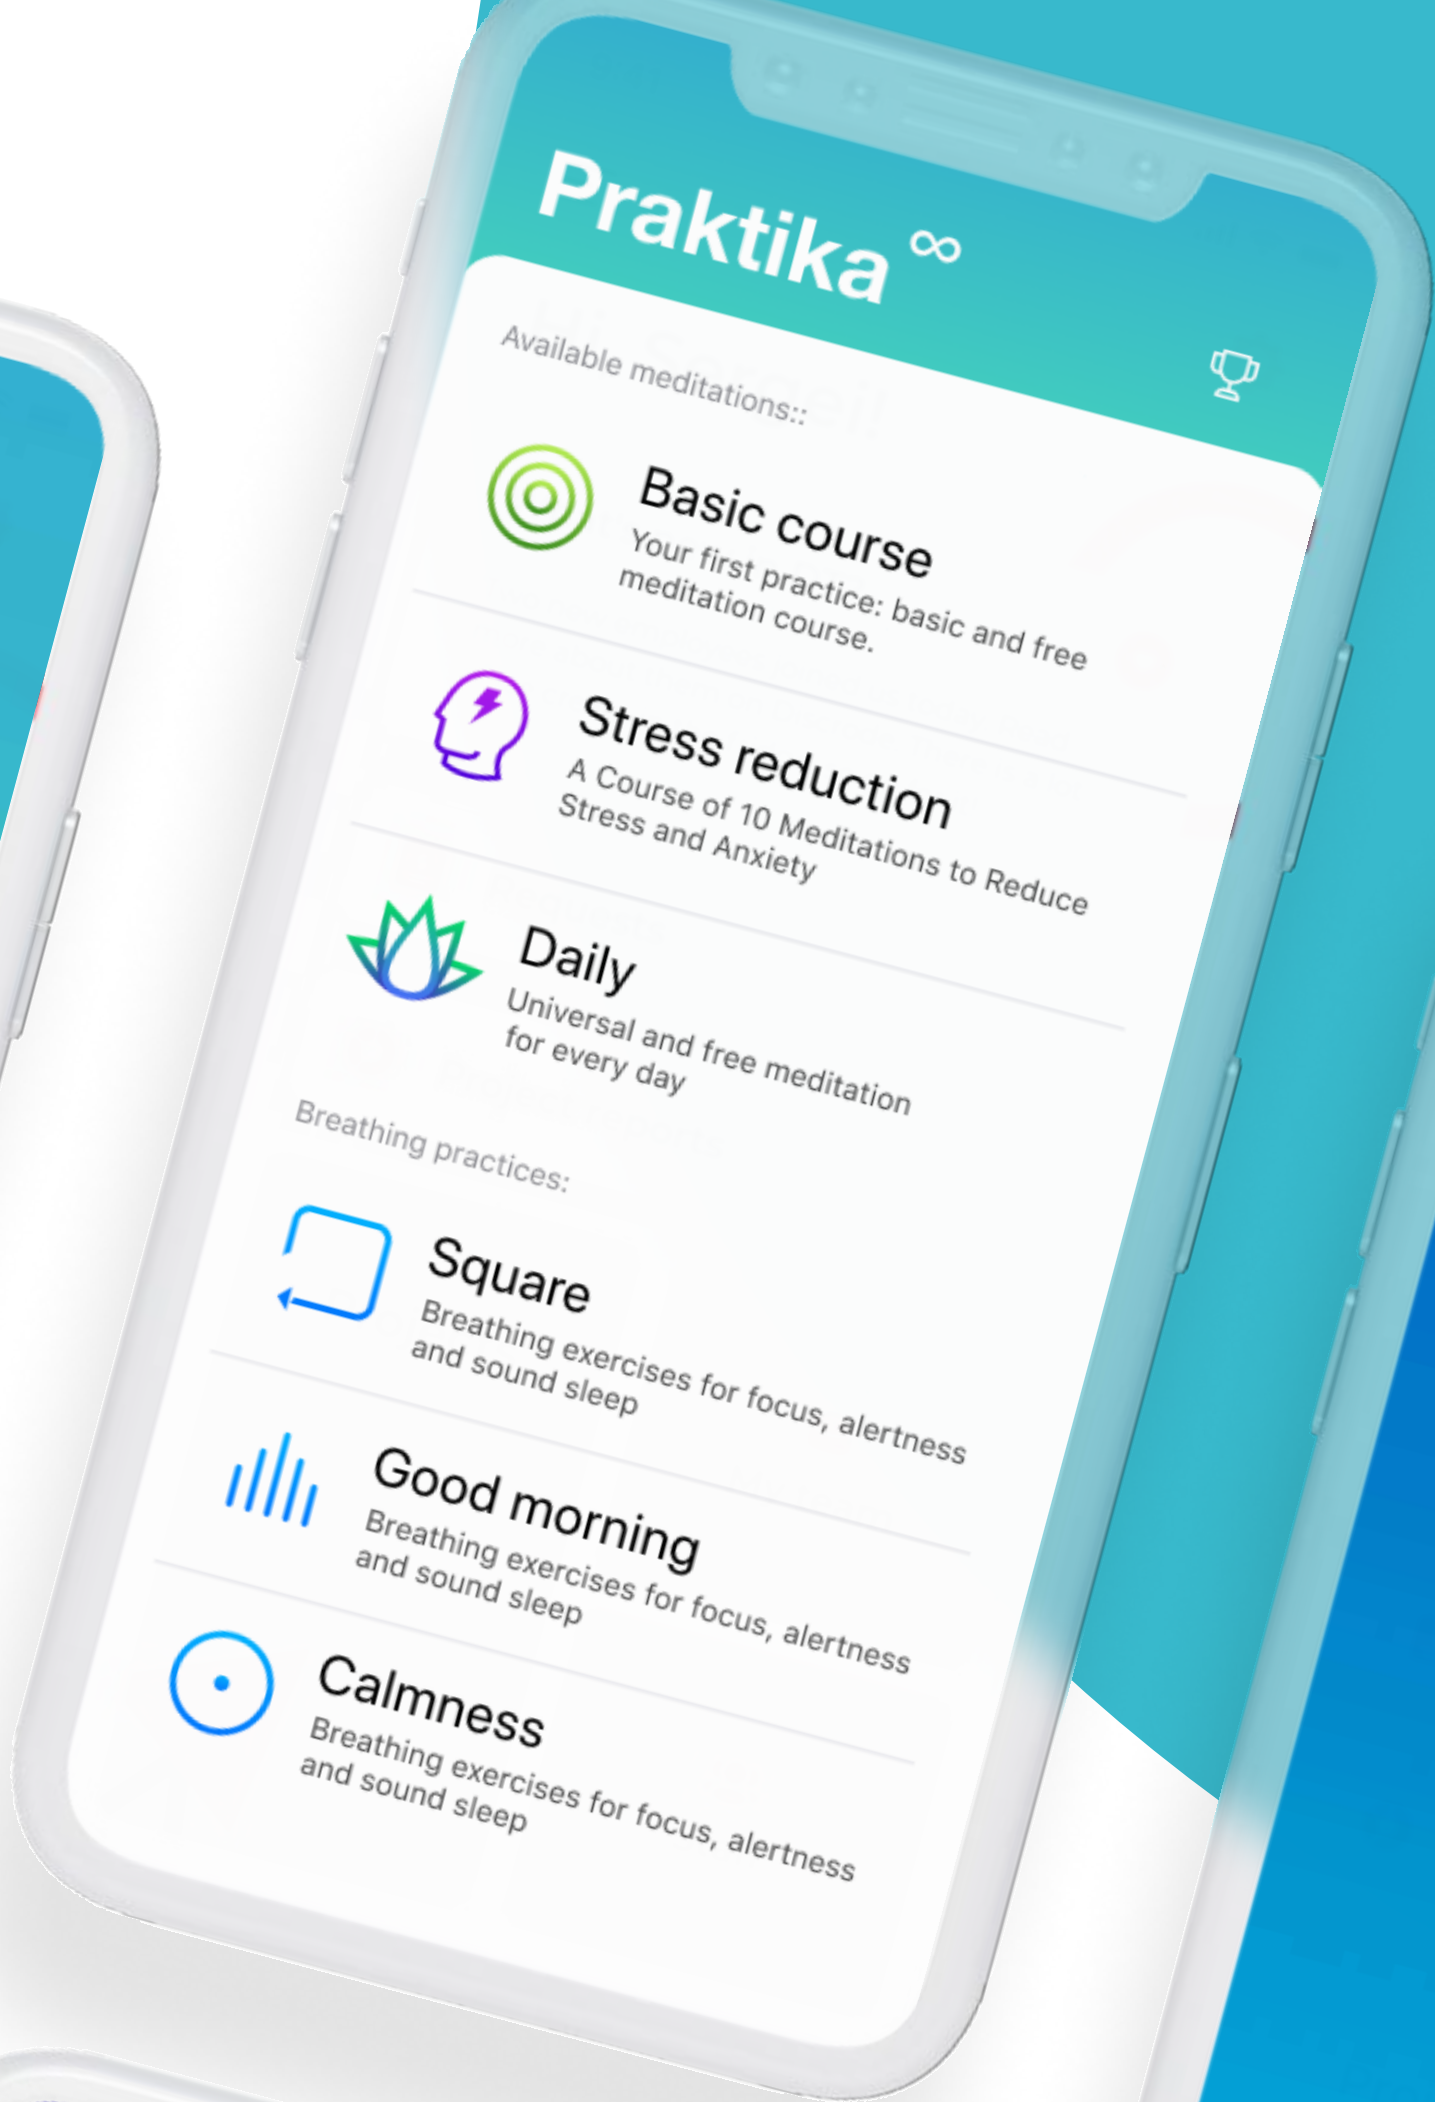 Praktika ∞
Available meditations::
Basic course
Your first practice: basic and free
meditation course.
Stress reduction
A Course of 10 Meditations to Reduce
Stress and Anxiety
Daily
Universal and free meditation
for every day
Breathing practices:
Square
Breathing exercises for focus, alertness
and sound sleep
Good morning
Breathing exercises for focus, alertness
and sound sleep
Calmness
Breathing exercises for focus, alertness
and sound sleep